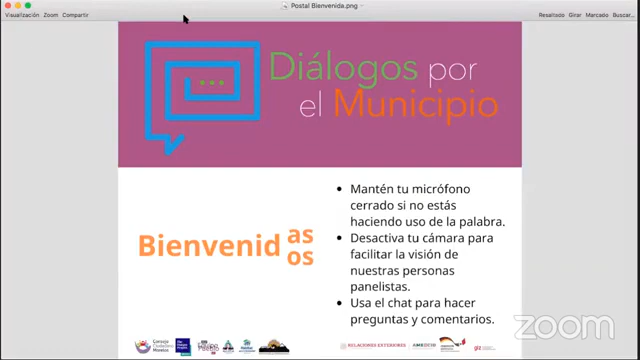 Postal Bienvenida.png
Visualización Zoom Compartir
Resaltado Girar Marcado Buscar...
Diálogos por
el Municipio
Bienvenid as
os
• Mantén tu micrófono
cerrado si no estás
haciendo uso de la palabra.
• Desactiva tu cámara para
facilitar la visión de
nuestras personas
panelistas.
• Usa el chat para hacer
preguntas y comentarios.
RELACIONES EXTERIORES
giz
zoom